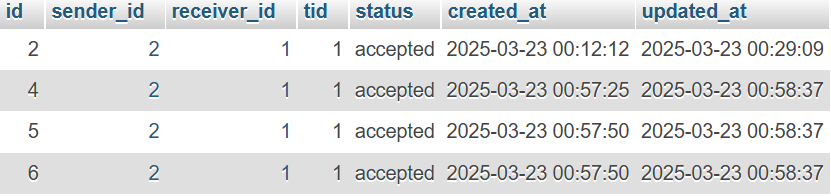 id sender_id receiver_id tid status created_at updated_at
2 2 1 1 accepted 2025-03-23 00:12:12 2025-03-23 00:29:09
4 2 1 1 accepted 2025-03-23 00:57:25 2025-03-23 00:58:37
5 2 1 1 accepted 2025-03-23 00:57:50 2025-03-23 00:58:37
6 2 1 1 accepted 2025-03-23 00:57:50 2025-03-23 00:58:37